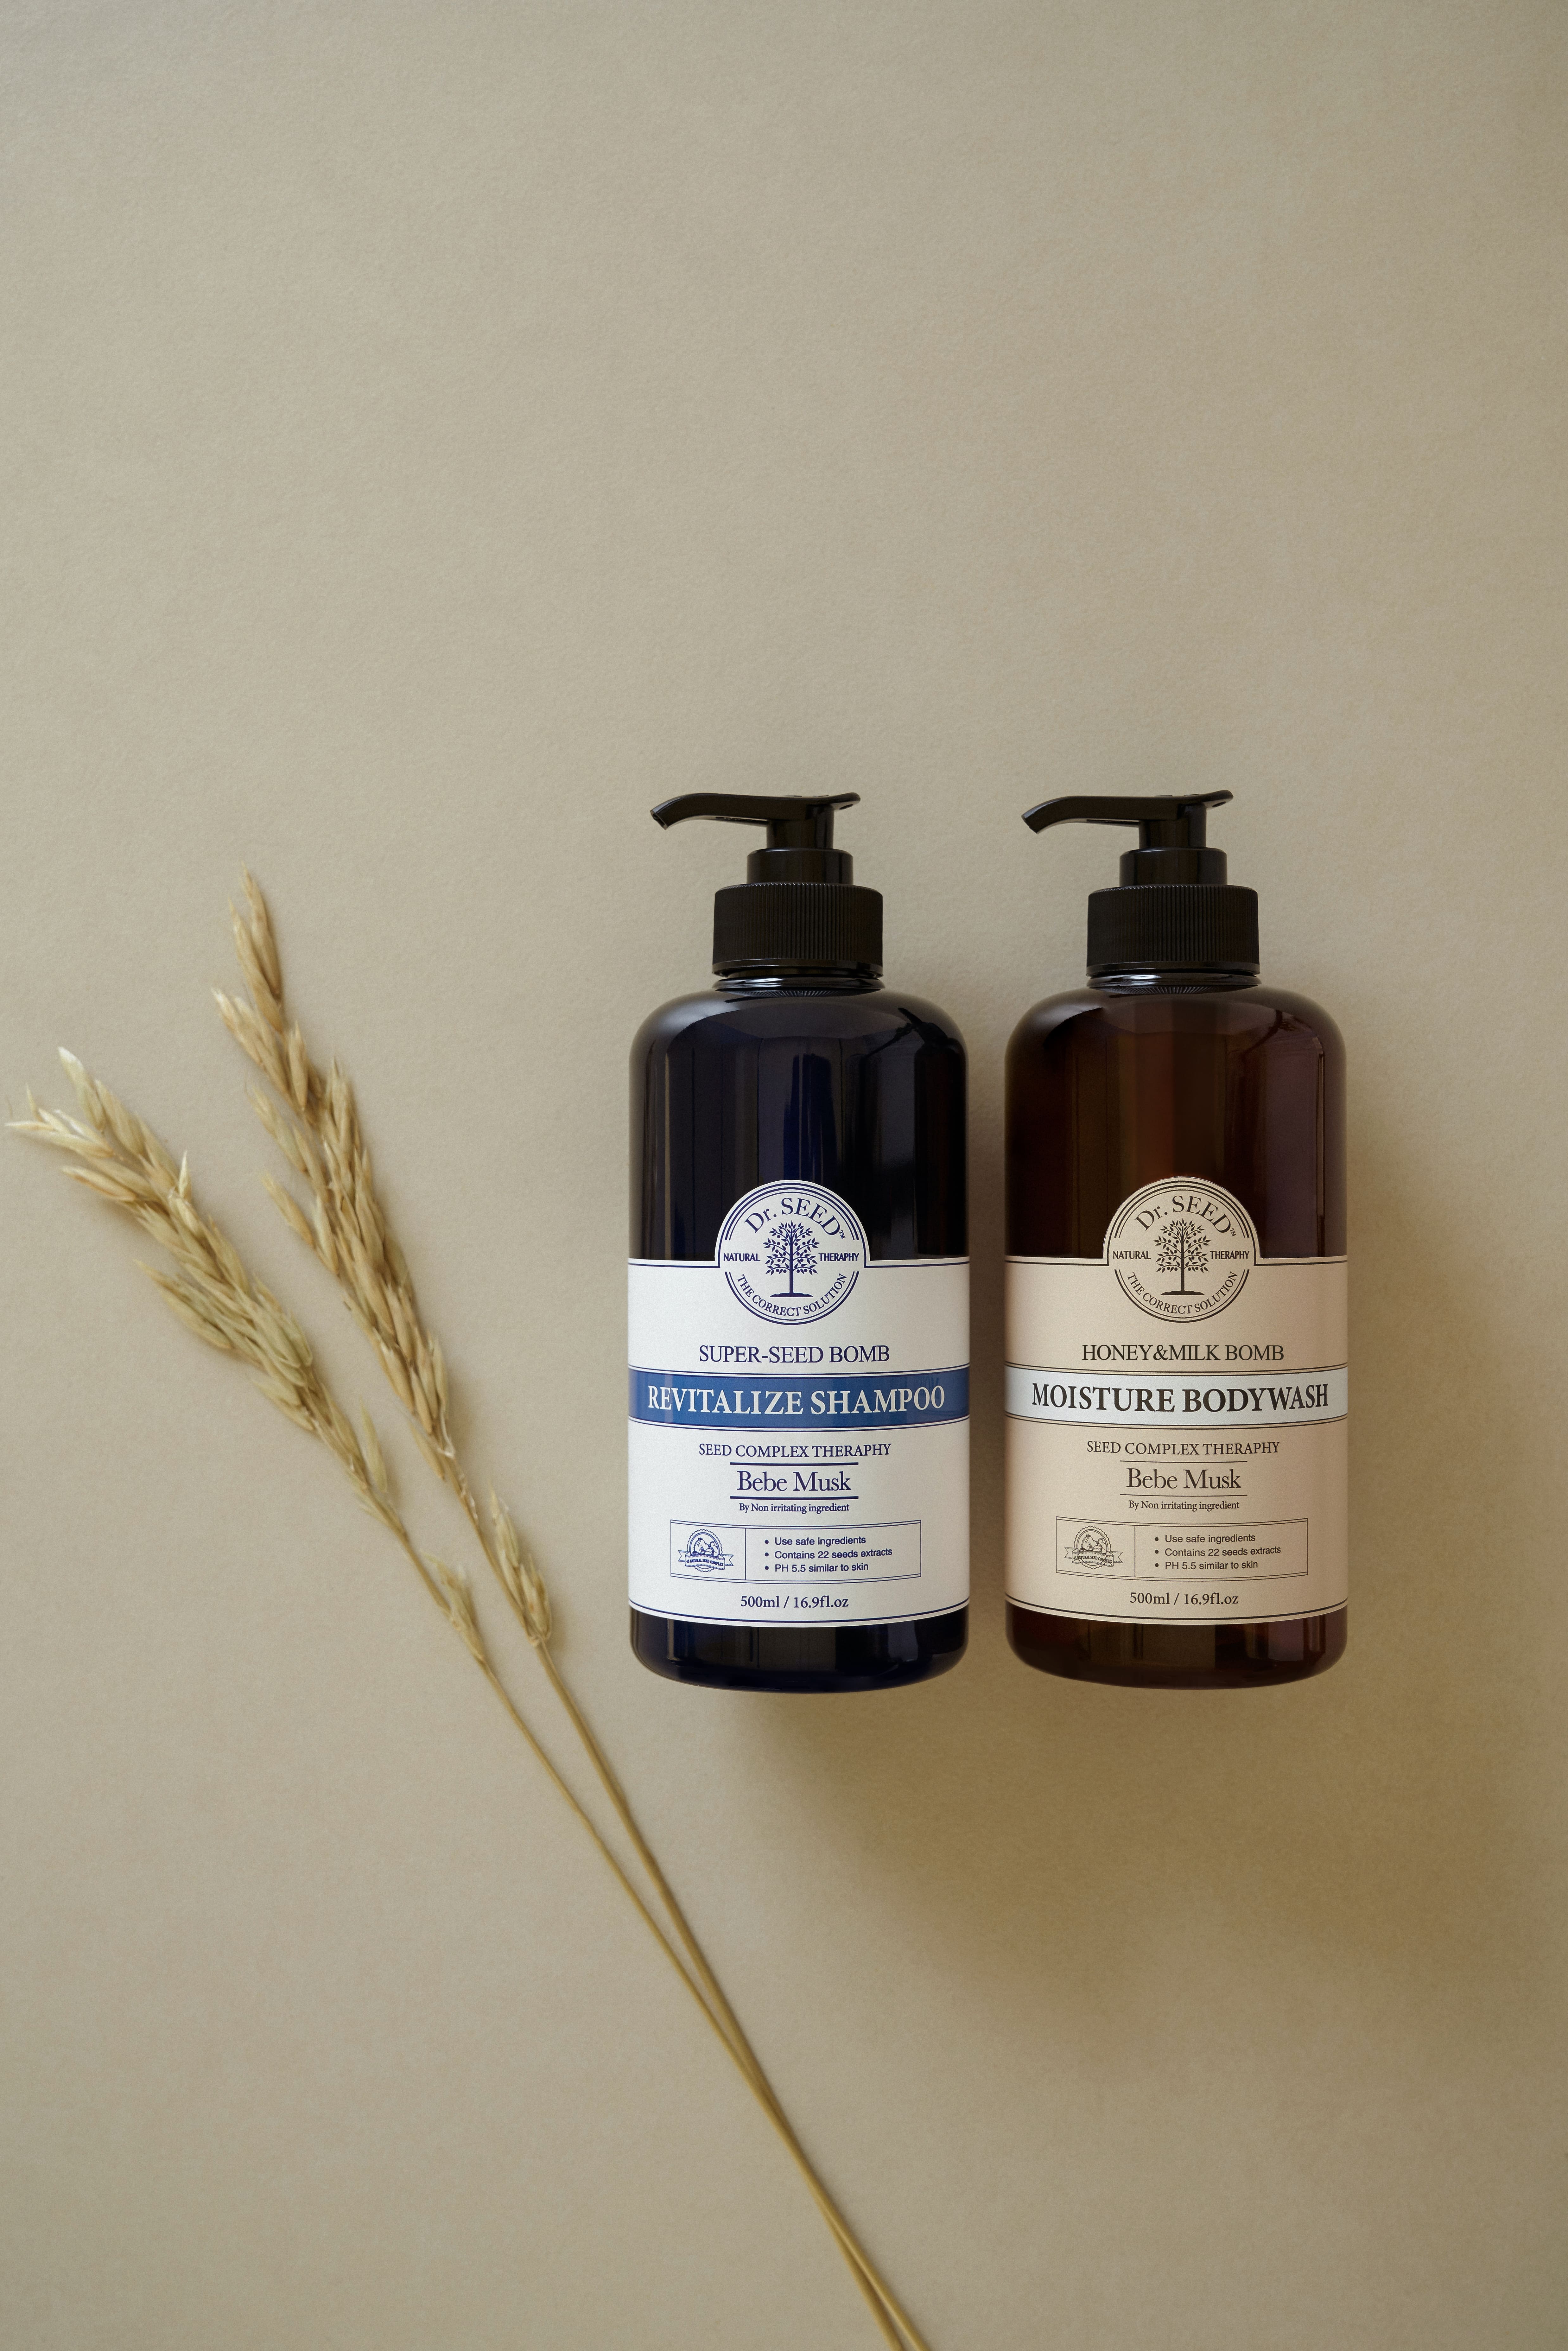 Dr. SEED™
NATURAL THERAPHY
THE CORRECT SOLUTION
SUPER-SEED BOMB
REVITALIZE SHAMPOO
SEED COMPLEX THERAPHY
Bebe Musk
By Non irritating ingredient
• Use safe ingredients
• Contains 22 seeds extracts
• PH 5.5 similar to skin
500ml / 16.9fl.oz
Dr. SEED™
NATURAL THERAPHY
THE CORRECT SOLUTION
HONEY&MILK BOMB
MOISTURE BODYWASH
SEED COMPLEX THERAPHY
Bebe Musk
By Non irritating ingredient
• Use safe ingredients
• Contains 22 seeds extracts
• PH 5.5 similar to skin
500ml / 16.9fl.oz